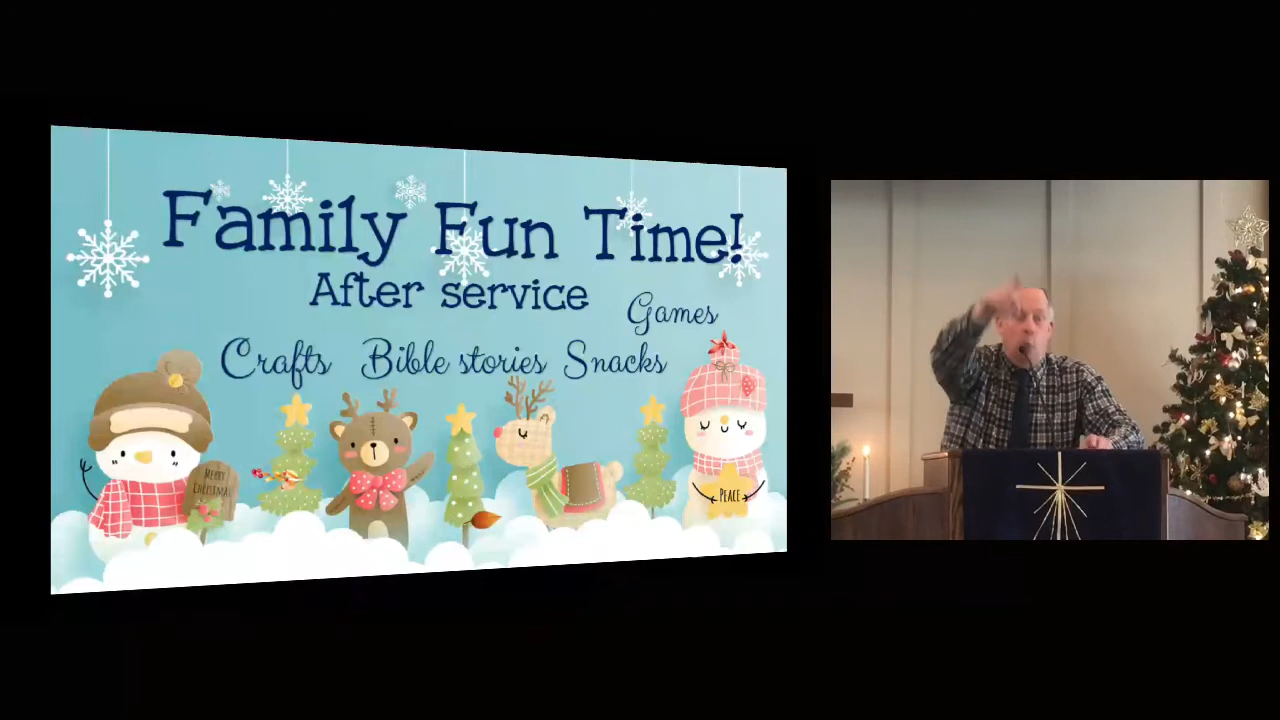 Family Fun Time!
After service
Games
Crafts Bible stories Snacks
Merry
Christmas
Peace